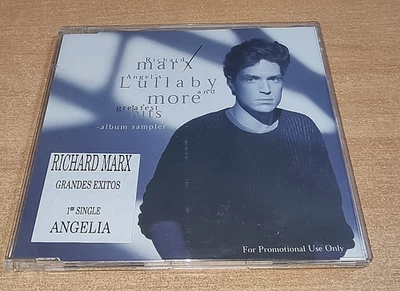 Richard
marx
Angel's
Lullaby
and
more
greatest
hits
-album sampler-
RICHARD MARX
GRANDES EXITOS
1er SINGLE
ANGELIA
For Promotional Use Only